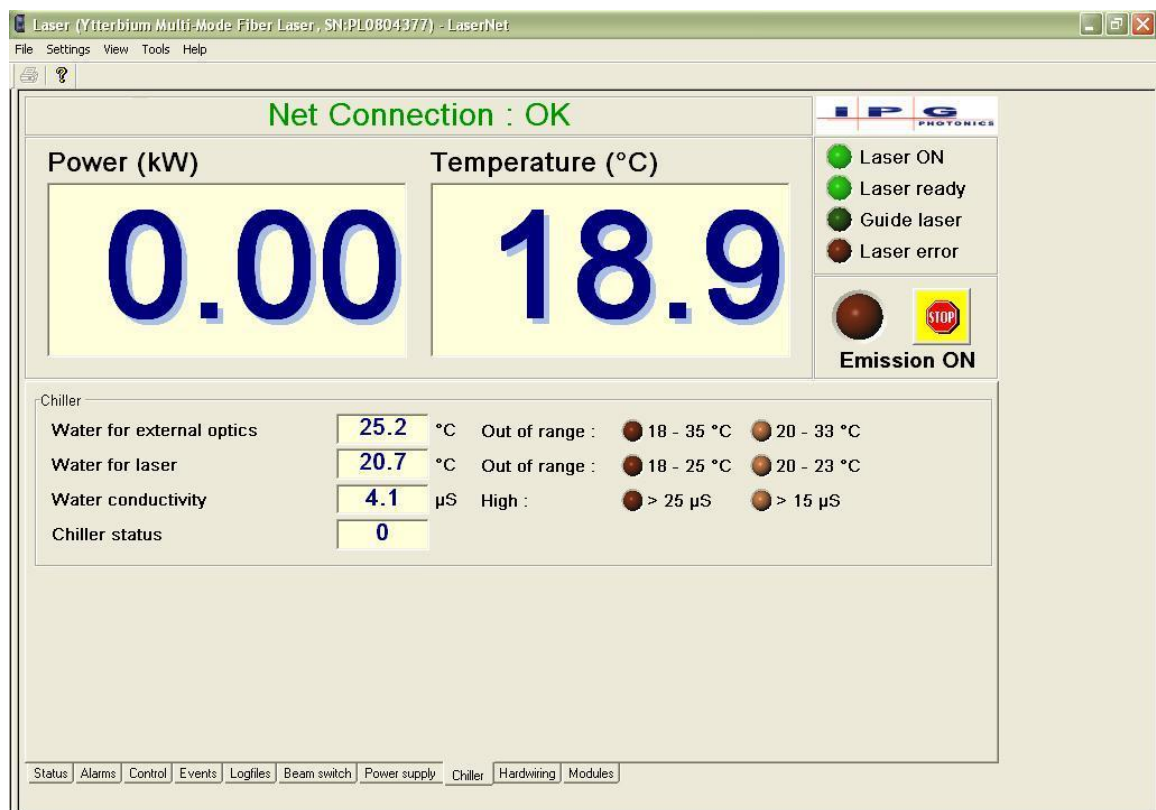 Laser (Ytterbium Multi-Mode Fiber Laser, SN:PL0804377) - LaserNet
File Settings View Tools Help
Net Connection : OK
IPG
PHOTONICS
Power (kW)
0.00
Temperature (°C)
18.9
Laser ON
Laser ready
Guide laser
Laser error
STOP
Emission ON
Chiller
Water for external optics 25.2 °C Out of range : 18 - 35 °C 20 - 33 °C
Water for laser 20.7 °C Out of range : 18 - 25 °C 20 - 23 °C
Water conductivity 4.1 µS High : > 25 µS > 15 µS
Chiller status 0
Status Alarms Control Events Logfiles Beam switch Power supply Chiller Hardwiring Modules